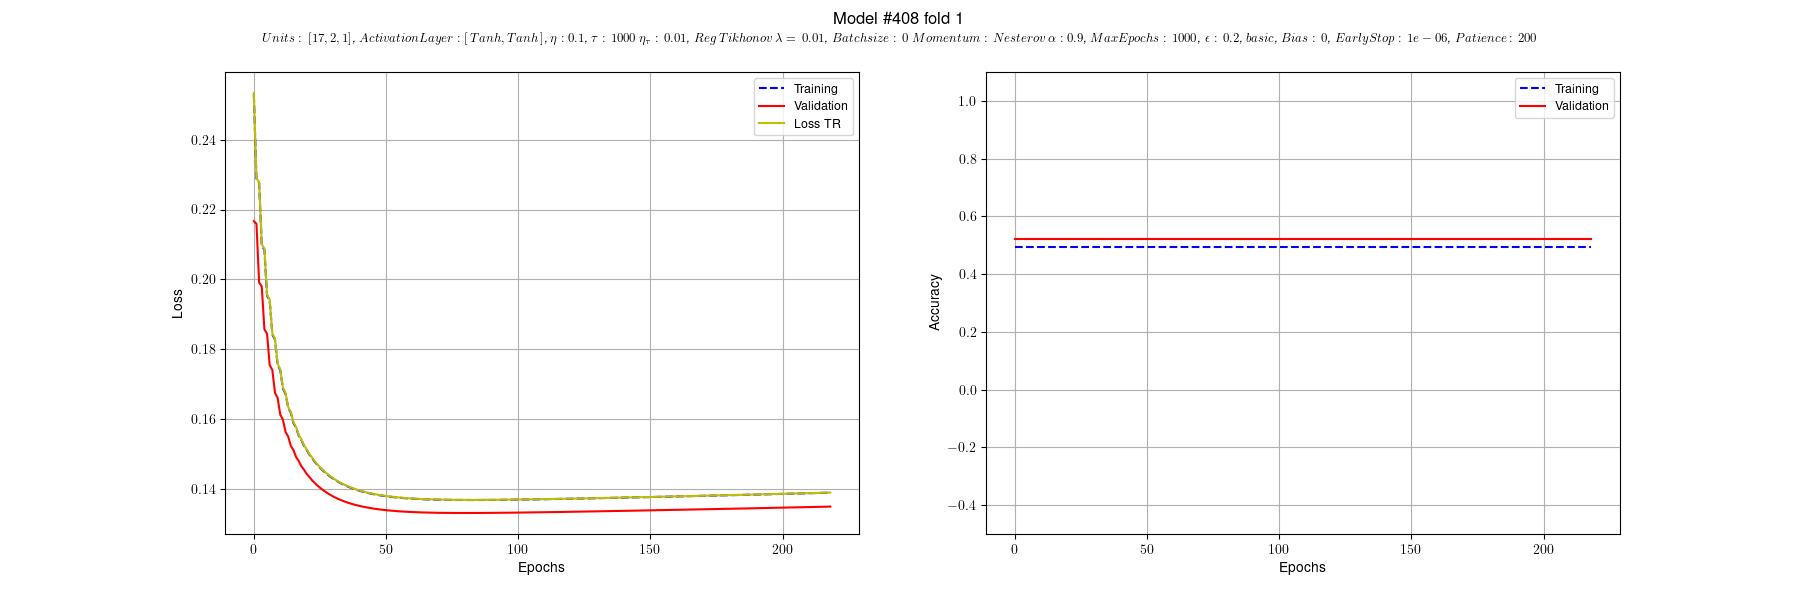 Model #408 fold 1
Units : [17, 2, 1], ActivationLayer : [Tanh, Tanh], η : 0.1, τ : 1000 η_τ : 0.01, Reg Tikhonov λ = 0.01, Batchsize : 0 Momentum : Nesterov α : 0.9, MaxEpochs : 1000, ϵ : 0.2, basic, Bias : 0, EarlyStop : 1e − 06, Patience : 200
Training
Validation
Loss TR
0.24
0.22
0.20
0.18
0.16
0.14
Loss
0
50
100
150
200
Epochs
Training
Validation
1.0
0.8
0.6
0.4
0.2
0.0
−0.2
−0.4
Accuracy
0
50
100
150
200
Epochs